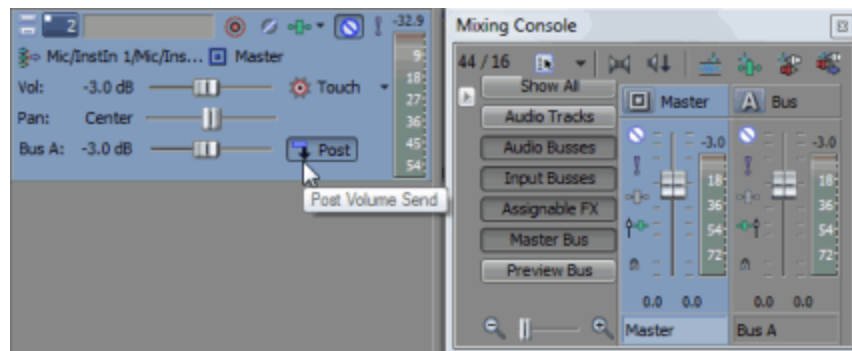 2
-32.9
Mic/InstIn 1/Mic/Ins... Master
Vol: -3.0 dB Touch
Pan: Center
Bus A: -3.0 dB Post
9
18
27
36
45
54
Post Volume Send
Mixing Console
44 / 16
Show All
Audio Tracks
Audio Busses
Input Busses
Assignable FX
Master Bus
Preview Bus
Master
-3.0
18
36
54
72
0.0 0.0
Master
A Bus
-3.0
18
36
54
72
0.0 0.0
Bus A